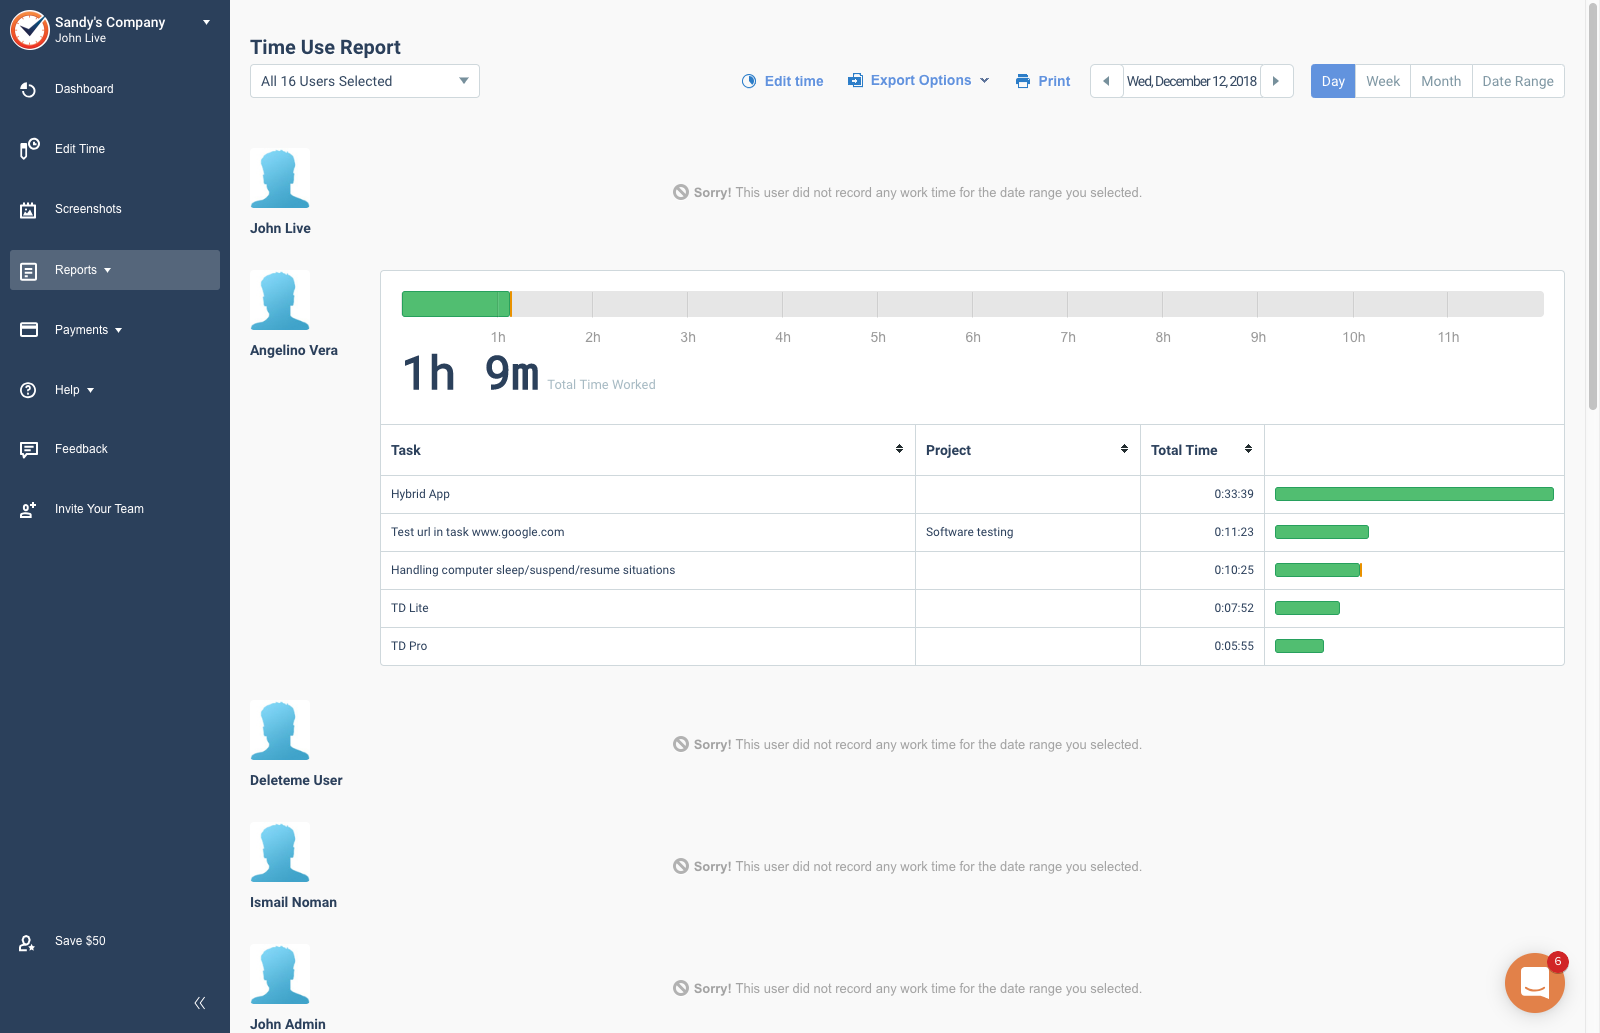 Sandy's Company
John Live
Dashboard
Edit Time
Screenshots
Reports
Payments
Help
Feedback
Invite Your Team
Save $50
Time Use Report
All 16 Users Selected
Edit time
Export Options
Print
Wed, December 12, 2018
Day Week Month Date Range
John Live
Sorry! This user did not record any work time for the date range you selected.
Angelino Vera
1h 2h 3h 4h 5h 6h 7h 8h 9h 10h 11h
1h 9m Total Time Worked
Task Project Total Time
Hybrid App 0:33:39
Test url in task www.google.com Software testing 0:11:23
Handling computer sleep/suspend/resume situations 0:10:25
TD Lite 0:07:52
TD Pro 0:05:55
Deleteme User
Sorry! This user did not record any work time for the date range you selected.
Ismail Noman
Sorry! This user did not record any work time for the date range you selected.
John Admin
Sorry! This user did not record any work time for the date range you selected.
6